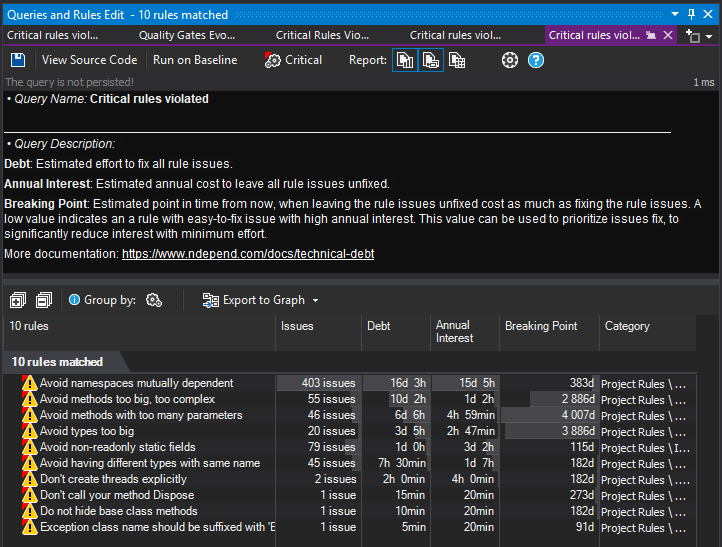 Queries and Rules Edit - 10 rules matched
Critical rules viol... Quality Gates Evo... Critical Rules Vio... Critical rules viol... Critical rules viol...
View Source Code Run on Baseline Critical Report:
The query is not persisted! 1 ms
• Query Name: Critical rules violated
• Query Description:
Debt: Estimated effort to fix all rule issues.
Annual Interest: Estimated annual cost to leave all rule issues unfixed.
Breaking Point: Estimated point in time from now, when leaving the rule issues unfixed cost as much as fixing the rule issues. A
low value indicates an a rule with easy-to-fix issue with high annual interest. This value can be used to prioritize issues fix, to
significantly reduce interest with minimum effort.
More documentation: https://www.ndepend.com/docs/technical-debt
Group by: Export to Graph
10 rules Issues Debt Annual Interest Breaking Point Category
10 rules matched
Avoid namespaces mutually dependent 403 issues 16d 3h 15d 5h 383d Project Rules \ ...
Avoid methods too big, too complex 55 issues 10d 2h 1d 2h 2 886d Project Rules \ ...
Avoid methods with too many parameters 46 issues 6d 6h 4h 59min 4 007d Project Rules \ ...
Avoid types too big 20 issues 3d 5h 2h 47min 3 886d Project Rules \ ...
Avoid non-readonly static fields 79 issues 1d 0h 3d 2h 115d Project Rules \ I...
Avoid having different types with same name 45 issues 7h 30min 1d 7h 182d Project Rules \ ...
Don't create threads explicitly 2 issues 2h 0min 4h 0min 182d Project Rules \ ...
Don't call your method Dispose 1 issue 15min 20min 273d Project Rules \ ...
Do not hide base class methods 1 issue 10min 20min 182d Project Rules \ ...
Exception class name should be suffixed with 'E 1 issue 5min 20min 91d Project Rules \ ...